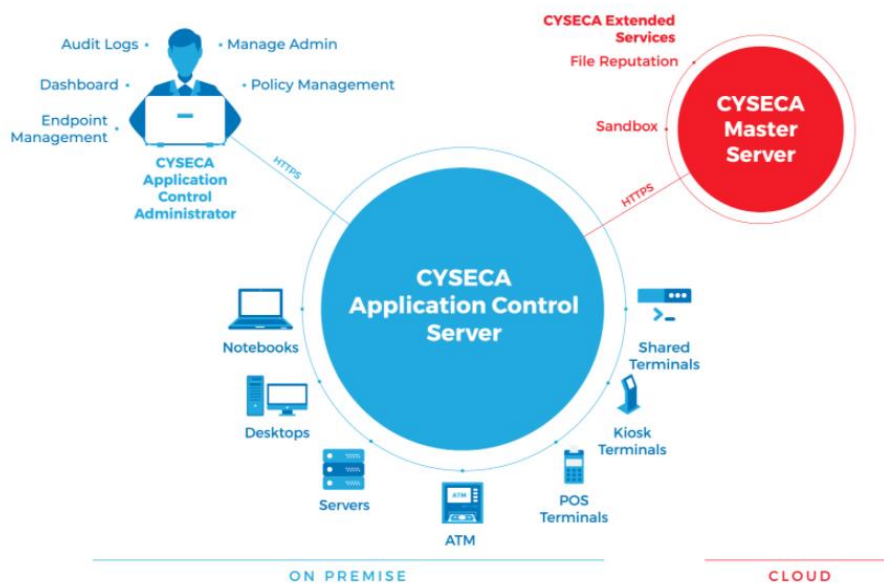 Audit Logs
Manage Admin
Dashboard
Policy Management
Endpoint
Management
CYSECA
Application
Control
Administrator
HTTPS
CYSECA Extended
Services
File Reputation
Sandbox
CYSECA
Master
Server
HTTPS
CYSECA
Application Control
Server
Notebooks
Desktops
Servers
ATM
ATM
POS
Terminals
Kiosk
Terminals
Shared
Terminals
ON PREMISE
CLOUD